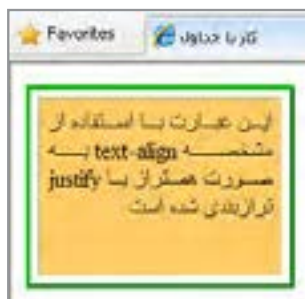 Favorites
کار با جداول
این عبارت با استفاده از
مشخصه text-align به
صورت همتراز با justify
ترازبندی شده است